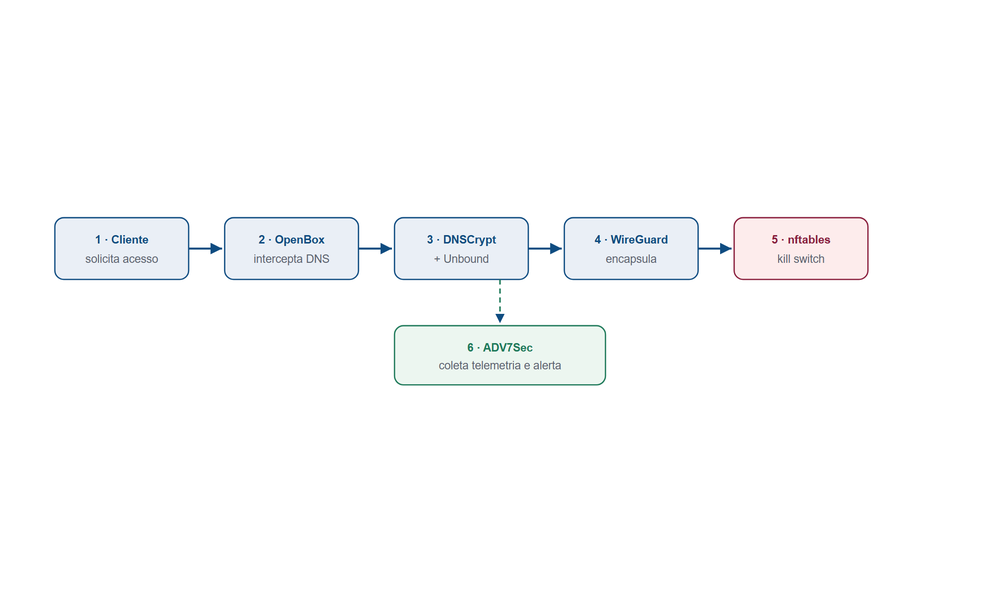 1 · Cliente
solicita acesso
2 · OpenBox
intercepta DNS
3 · DNSCrypt
+ Unbound
4 · WireGuard
encapsula
5 · nftables
kill switch
6 · ADV7Sec
coleta telemetria e alerta